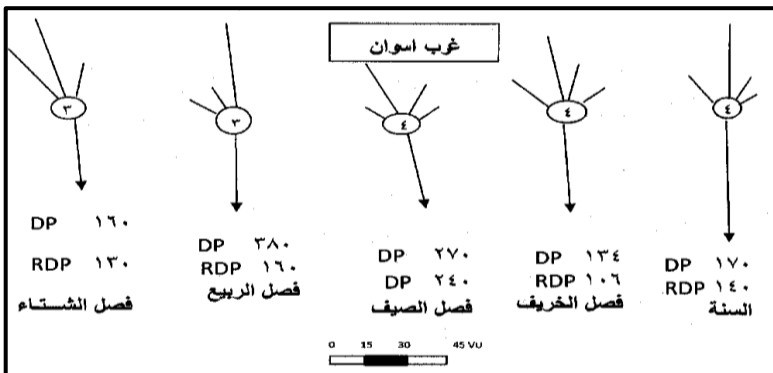 غرب اسوان
٣
٣
٤
٤
٤
DP ١٦٠
RDP ١٣٠
فصل الشتاء
DP ٣٨٠
RDP ١٦٠
فصل الربيع
DP ٢٧٠
DP ٢٤٠
فصل الصيف
DP ١٣٤
RDP ١٠٦
فصل الخريف
DP ١٧٠
RDP ١٤٠
السنة
0 15 30 45 VU